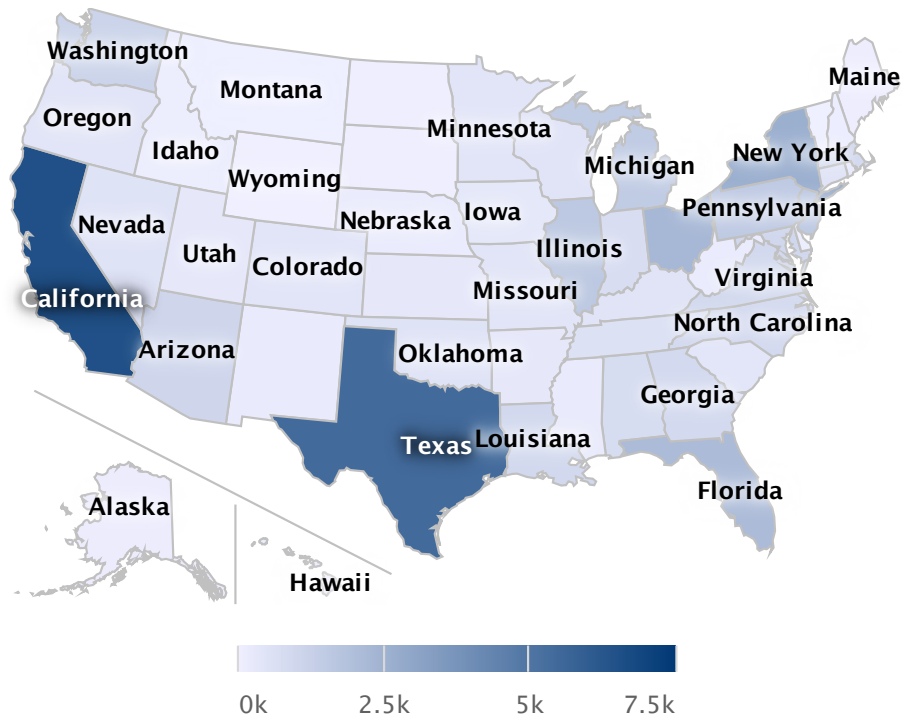 Washington
Montana
Maine
Oregon
Minnesota
Idaho
New York
Michigan
Wyoming
Pennsylvania
Nebraska
Iowa
Nevada
Illinois
Utah
Colorado
Virginia
Missouri
California
North Carolina
Arizona
Oklahoma
Georgia
Texas
Louisiana
Florida
Alaska
Hawaii
0k 2.5k 5k 7.5k